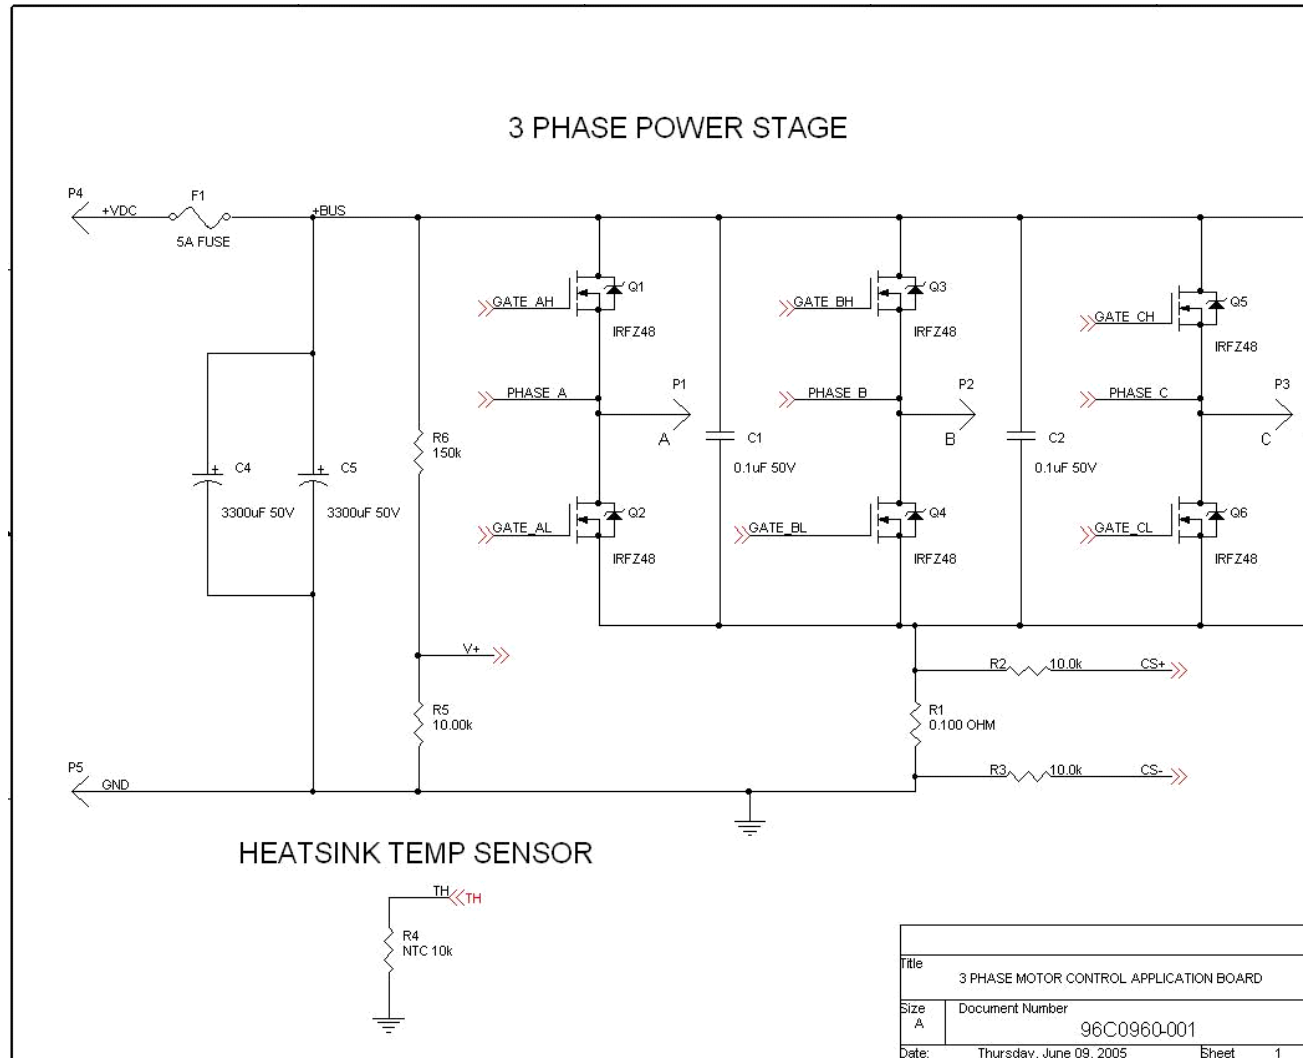 3 PHASE POWER STAGE
P4
+VDC
F1
5A FUSE
+BUS
GATE_AH
Q1
IRFZ48
GATE_BH
Q3
IRFZ48
GATE_CH
Q5
IRFZ48
PHASE_A
P1
A
PHASE_B
P2
B
PHASE_C
P3
C
R6
150k
C1
0.1uF 50V
C2
0.1uF 50V
+
C4
3300uF 50V
+
C5
3300uF 50V
GATE_AL
Q2
IRFZ48
GATE_BL
Q4
IRFZ48
GATE_CL
Q6
IRFZ48
V+
R2
10.0k
CS+
R5
10.00k
R1
0.100 OHM
R3
10.0k
CS-
P5
GND
HEATSINK TEMP SENSOR
TH
TH
R4
NTC 10k
Title
3 PHASE MOTOR CONTROL APPLICATION BOARD
Size
A
Document Number
96C0960-001
Date:
Thursday, June 09, 2005
Sheet
1